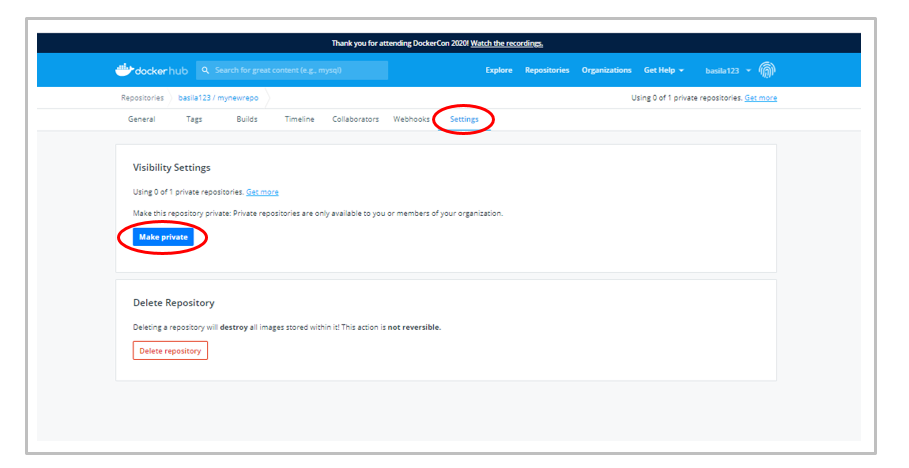 Thank you for attending DockerCon 2020! Watch the recordings.
dockerhub Search for great content (e.g., mysql) Explore Repositories Organizations Get Help basila123
Repositories basila123 / mynewrepo Using 0 of 1 private repositories. Get more
General Tags Builds Timeline Collaborators Webhooks Settings
Visibility Settings
Using 0 of 1 private repositories. Get more
Make this repository private: Private repositories are only available to you or members of your organization.
Make private
Delete Repository
Deleting a repository will destroy all images stored within it! This action is not reversible.
Delete repository